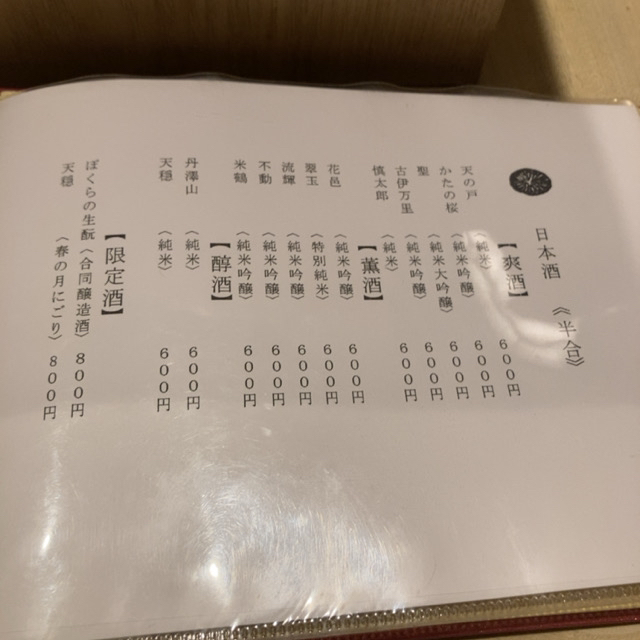 日本酒 《半合》
【爽酒】
天の戸 〈純米〉 600円
かたの桜 〈純米吟醸〉 600円
聖 〈純米大吟醸〉 600円
古伊万里 〈純米吟醸〉 600円
慎太郎 〈純米〉 600円
【薫酒】
花邑 〈純米吟醸〉 600円
翠玉 〈特別純米〉 600円
流輝 〈純米吟醸〉 600円
不動 〈純米吟醸〉 600円
米鶴 〈純米吟醸〉 600円
【醇酒】
丹澤山 〈純米〉 600円
天穏 〈純米〉 600円
【限定酒】
ぼくらの生酛〈合同醸造酒〉 800円
天穏 〈春の月にごり〉 800円